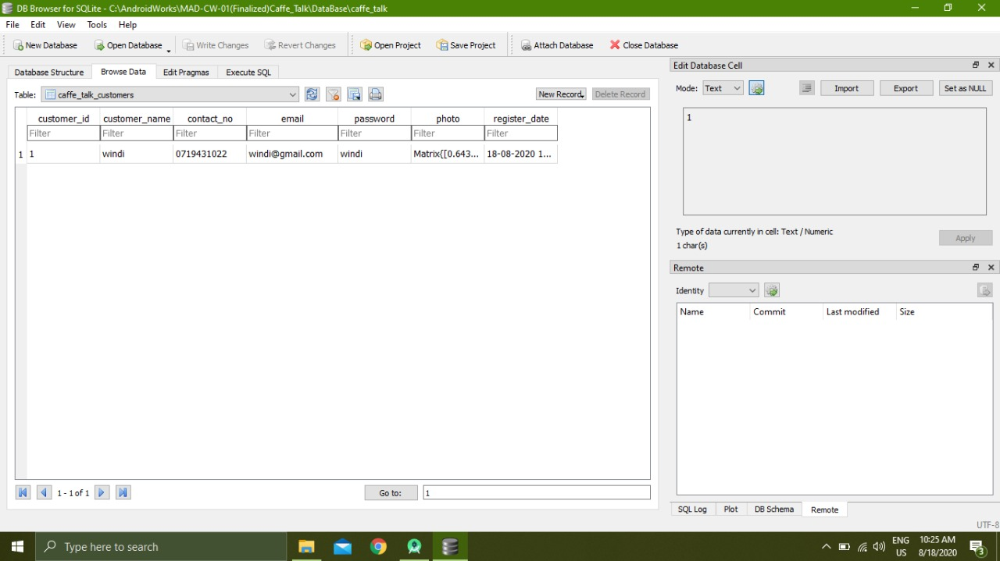 DB Browser for SQLite - C:\AndroidWorks\MAD-CW-01(Finalized)Caffe_Talk\DataBase\caffe_talk
File Edit View Tools Help
New Database Open Database Write Changes Revert Changes Open Project Save Project Attach Database Close Database
Database Structure Browse Data Edit Pragmas Execute SQL
Table: caffe_talk_customers New Record Delete Record
customer_id customer_name contact_no email password photo register_date
Filter Filter Filter Filter Filter Filter Filter
1 1 windi 0719431022 windi@gmail.com windi Matrix{[0.643... 18-08-2020 1...
1 - 1 of 1 Go to: 1
Edit Database Cell
Mode: Text Import Export Set as NULL
1
Type of data currently in cell: Text / Numeric
1 char(s)
Apply
Remote
Identity
Name Commit Last modified Size
SQL Log Plot DB Schema Remote
UTF-8
Type here to search
ENG
US
10:25 AM
8/18/2020
3